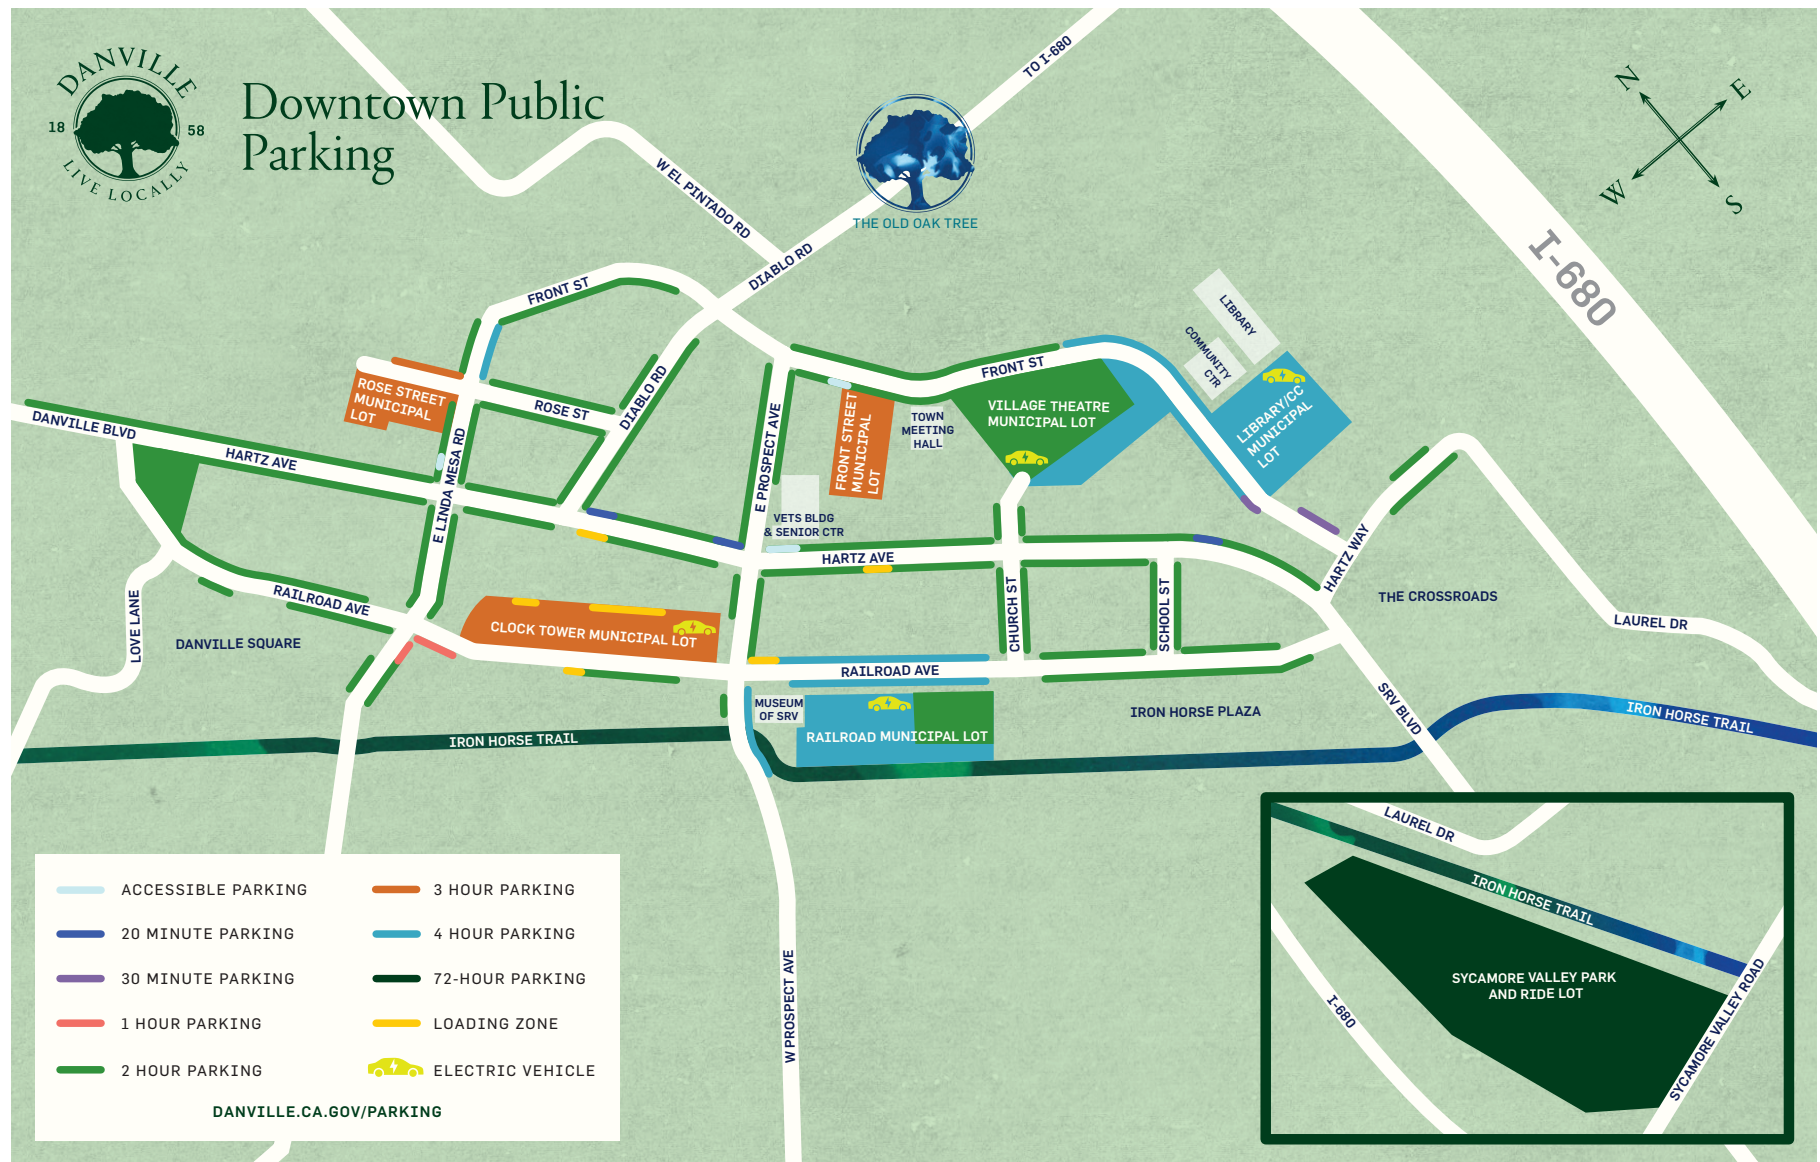 DANVILLE
18 58
LIVE LOCALLY
Downtown Public
Parking
THE OLD OAK TREE
TO I-680
N
E
W
S
I-680
W EL PINTADO RD
DIABLO RD
FRONT ST
LIBRARY
COMMUNITY
CTR
ROSE STREET
MUNICIPAL
LOT
ROSE ST
DIABLO RD
FRONT ST
DANVILLE BLVD
HARTZ AVE
E LINDA MESA RD
E PROSPECT AVE
FRONT STREET
MUNICIPAL
LOT
TOWN
MEETING
HALL
VILLAGE THEATRE
MUNICIPAL LOT
LIBRARY/CC
MUNICIPAL
LOT
VETS BLDG
& SENIOR CTR
HARTZ AVE
HARTZ WAY
THE CROSSROADS
LAUREL DR
LOVE LANE
RAILROAD AVE
DANVILLE SQUARE
CLOCK TOWER MUNICIPAL LOT
CHURCH ST
SCHOOL ST
RAILROAD AVE
MUSEUM
OF SRV
RAILROAD MUNICIPAL LOT
IRON HORSE PLAZA
SRV BLVD
IRON HORSE TRAIL
IRON HORSE TRAIL
W PROSPECT AVE
ACCESSIBLE PARKING
20 MINUTE PARKING
30 MINUTE PARKING
1 HOUR PARKING
2 HOUR PARKING
3 HOUR PARKING
4 HOUR PARKING
72-HOUR PARKING
LOADING ZONE
ELECTRIC VEHICLE
DANVILLE.CA.GOV/PARKING
LAUREL DR
IRON HORSE TRAIL
SYCAMORE VALLEY PARK
AND RIDE LOT
I-680
SYCAMORE VALLEY ROAD